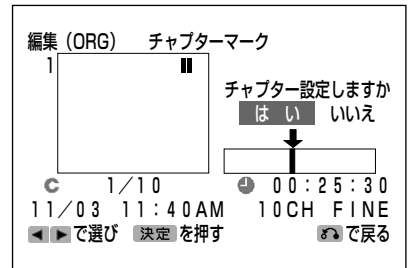 編集（ORG） チャプターマーク
1
チャプター設定しますか
はい いいえ
C 1／10 00：25：30
11／03 11：40AM 10CH FINE
◀ ▶ で選び 決定 を押す で戻る